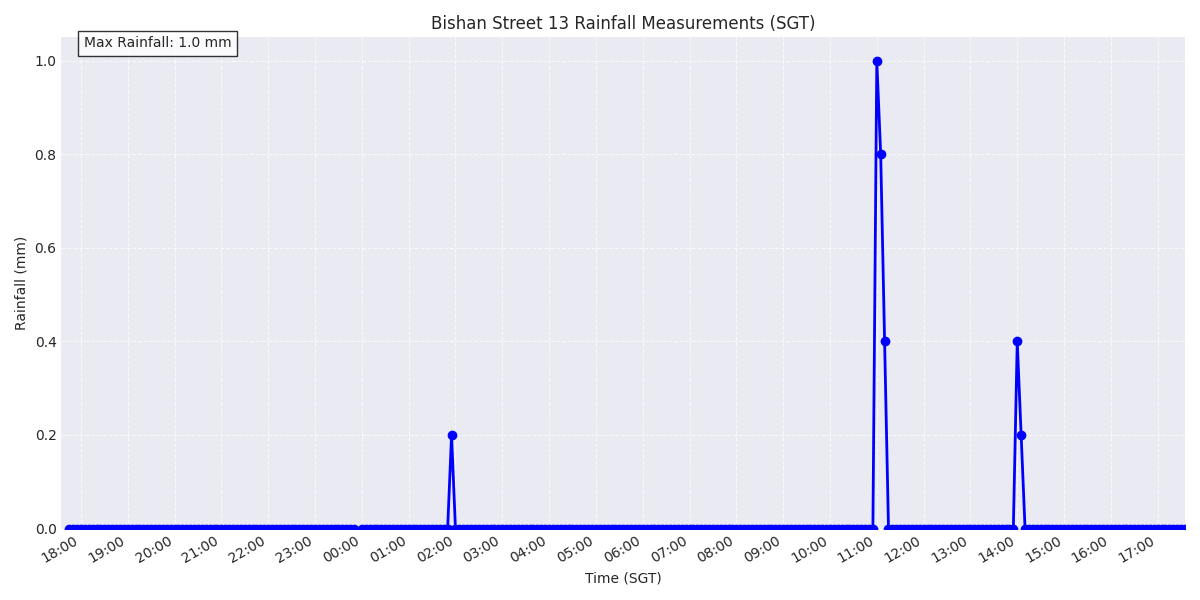 Bishan Street 13 Rainfall Measurements (SGT)
Max Rainfall: 1.0 mm
Rainfall (mm)
1.0
0.8
0.6
0.4
0.2
0.0
18:00 19:00 20:00 21:00 22:00 23:00 00:00 01:00 02:00 03:00 04:00 05:00 06:00 07:00 08:00 09:00 10:00 11:00 12:00 13:00 14:00 15:00 16:00 17:00
Time (SGT)